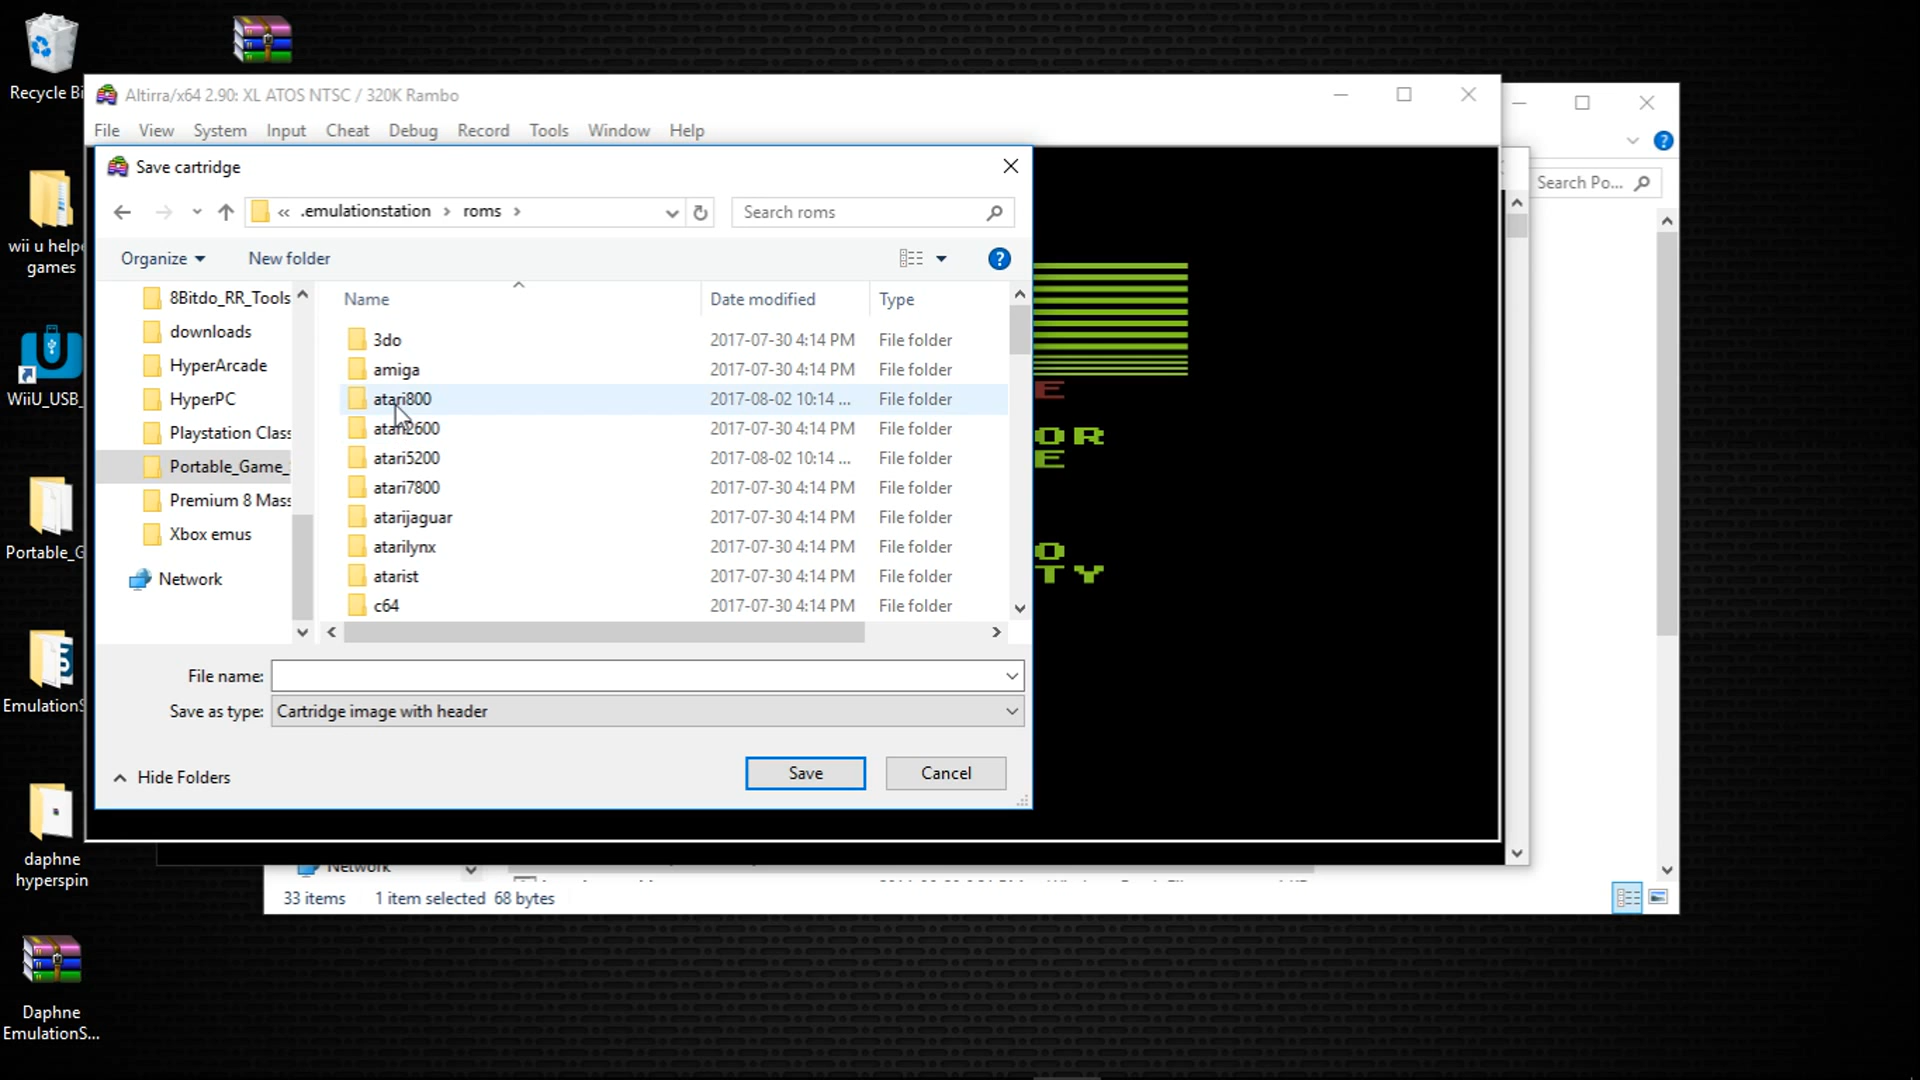 Recycle Bi
wii u helpe
games
WiiU_USB_
Portable_G
EmulationS
daphne
hyperspin
Daphne
EmulationS...
Altirra/x64 2.90: XL ATOS NTSC / 320K Rambo
File View System Input Cheat Debug Record Tools Window Help
Save cartridge
« .emulationstation › roms ›
Search roms
Search Po...
Organize New folder
8Bitdo_RR_Tools
downloads
HyperArcade
HyperPC
Playstation Class
Portable_Game_
Premium 8 Mass
Xbox emus
Network
Name Date modified Type
3do 2017-07-30 4:14 PM File folder
amiga 2017-07-30 4:14 PM File folder
atari800 2017-08-02 10:14 ... File folder
atari2600 2017-07-30 4:14 PM File folder
atari5200 2017-08-02 10:14 ... File folder
atari7800 2017-07-30 4:14 PM File folder
atarijaguar 2017-07-30 4:14 PM File folder
atarilynx 2017-07-30 4:14 PM File folder
atarist 2017-07-30 4:14 PM File folder
c64 2017-07-30 4:14 PM File folder
File name:
Save as type: Cartridge image with header
Hide Folders
Save Cancel
E
OR
E
O
TY
Network
33 items 1 item selected 68 bytes